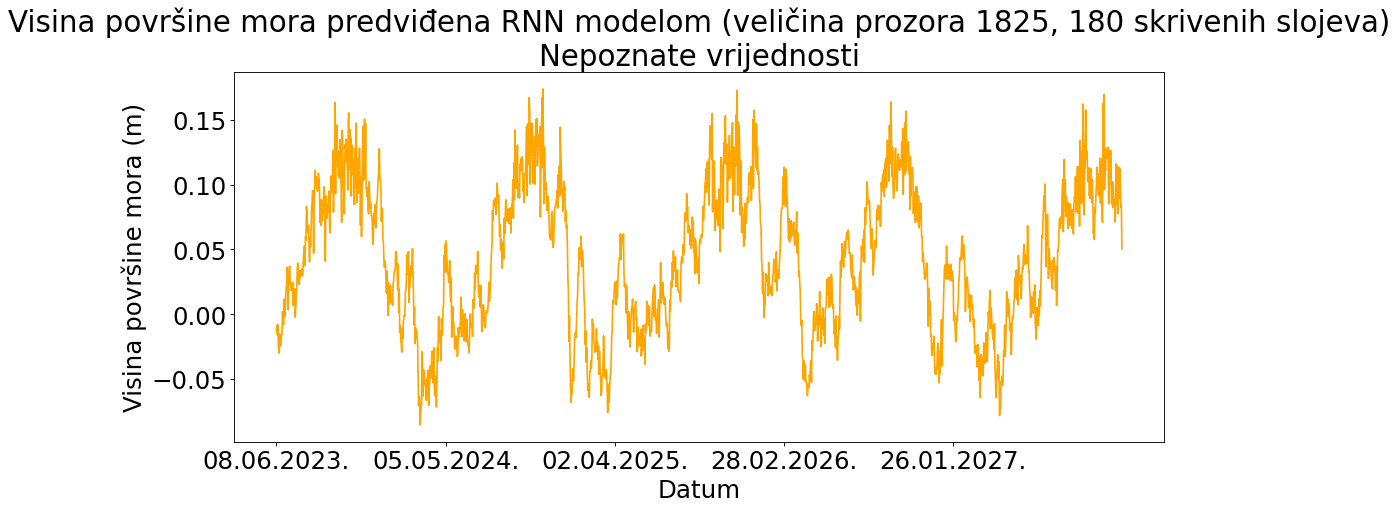 Visina površine mora predviđena RNN modelom (veličina prozora 1825, 180 skrivenih slojeva)
Nepoznate vrijednosti
Visina površine mora (m)
0.15
0.10
0.05
0.00
−0.05
08.06.2023. 05.05.2024. 02.04.2025. 28.02.2026. 26.01.2027.
Datum